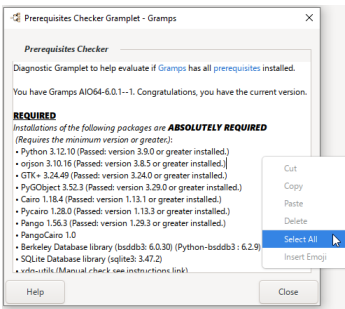 Prerequisites Checker Gramplet - Gramps
Prerequisites Checker
Diagnostic Gramplet to help evaluate if Gramps has all prerequisites installed.
You have Gramps AIO64-6.0.1--1. Congratulations, you have the current version.
REQUIRED
Installations of the following packages are ABSOLUTELY REQUIRED
(Requires the minimum version or greater.):
• Python 3.12.10 (Passed: version 3.9.0 or greater installed.)
• orjson 3.10.16 (Passed: version 3.8.5 or greater installed.)
• GTK+ 3.24.49 (Passed: version 3.24.0 or greater installed.)
• PyGObject 3.52.3 (Passed: version 3.29.0 or greater installed.)
• Cairo 1.18.4 (Passed: version 1.13.1 or greater installed.)
• Pycairo 1.28.0 (Passed: version 1.13.3 or greater installed.)
• Pango 1.56.3 (Passed: version 1.29.3 or greater installed.)
• PangoCairo 1.0
• Berkeley Database library (bsddb3: 6.0.30) (Python-bsddb3 : 6.2.9)
• SQLite Database library (sqlite3: 3.47.2)
• xdg-utils (Manual check see instructions link)
Cut
Copy
Paste
Delete
Select All
Insert Emoji
Help
Close